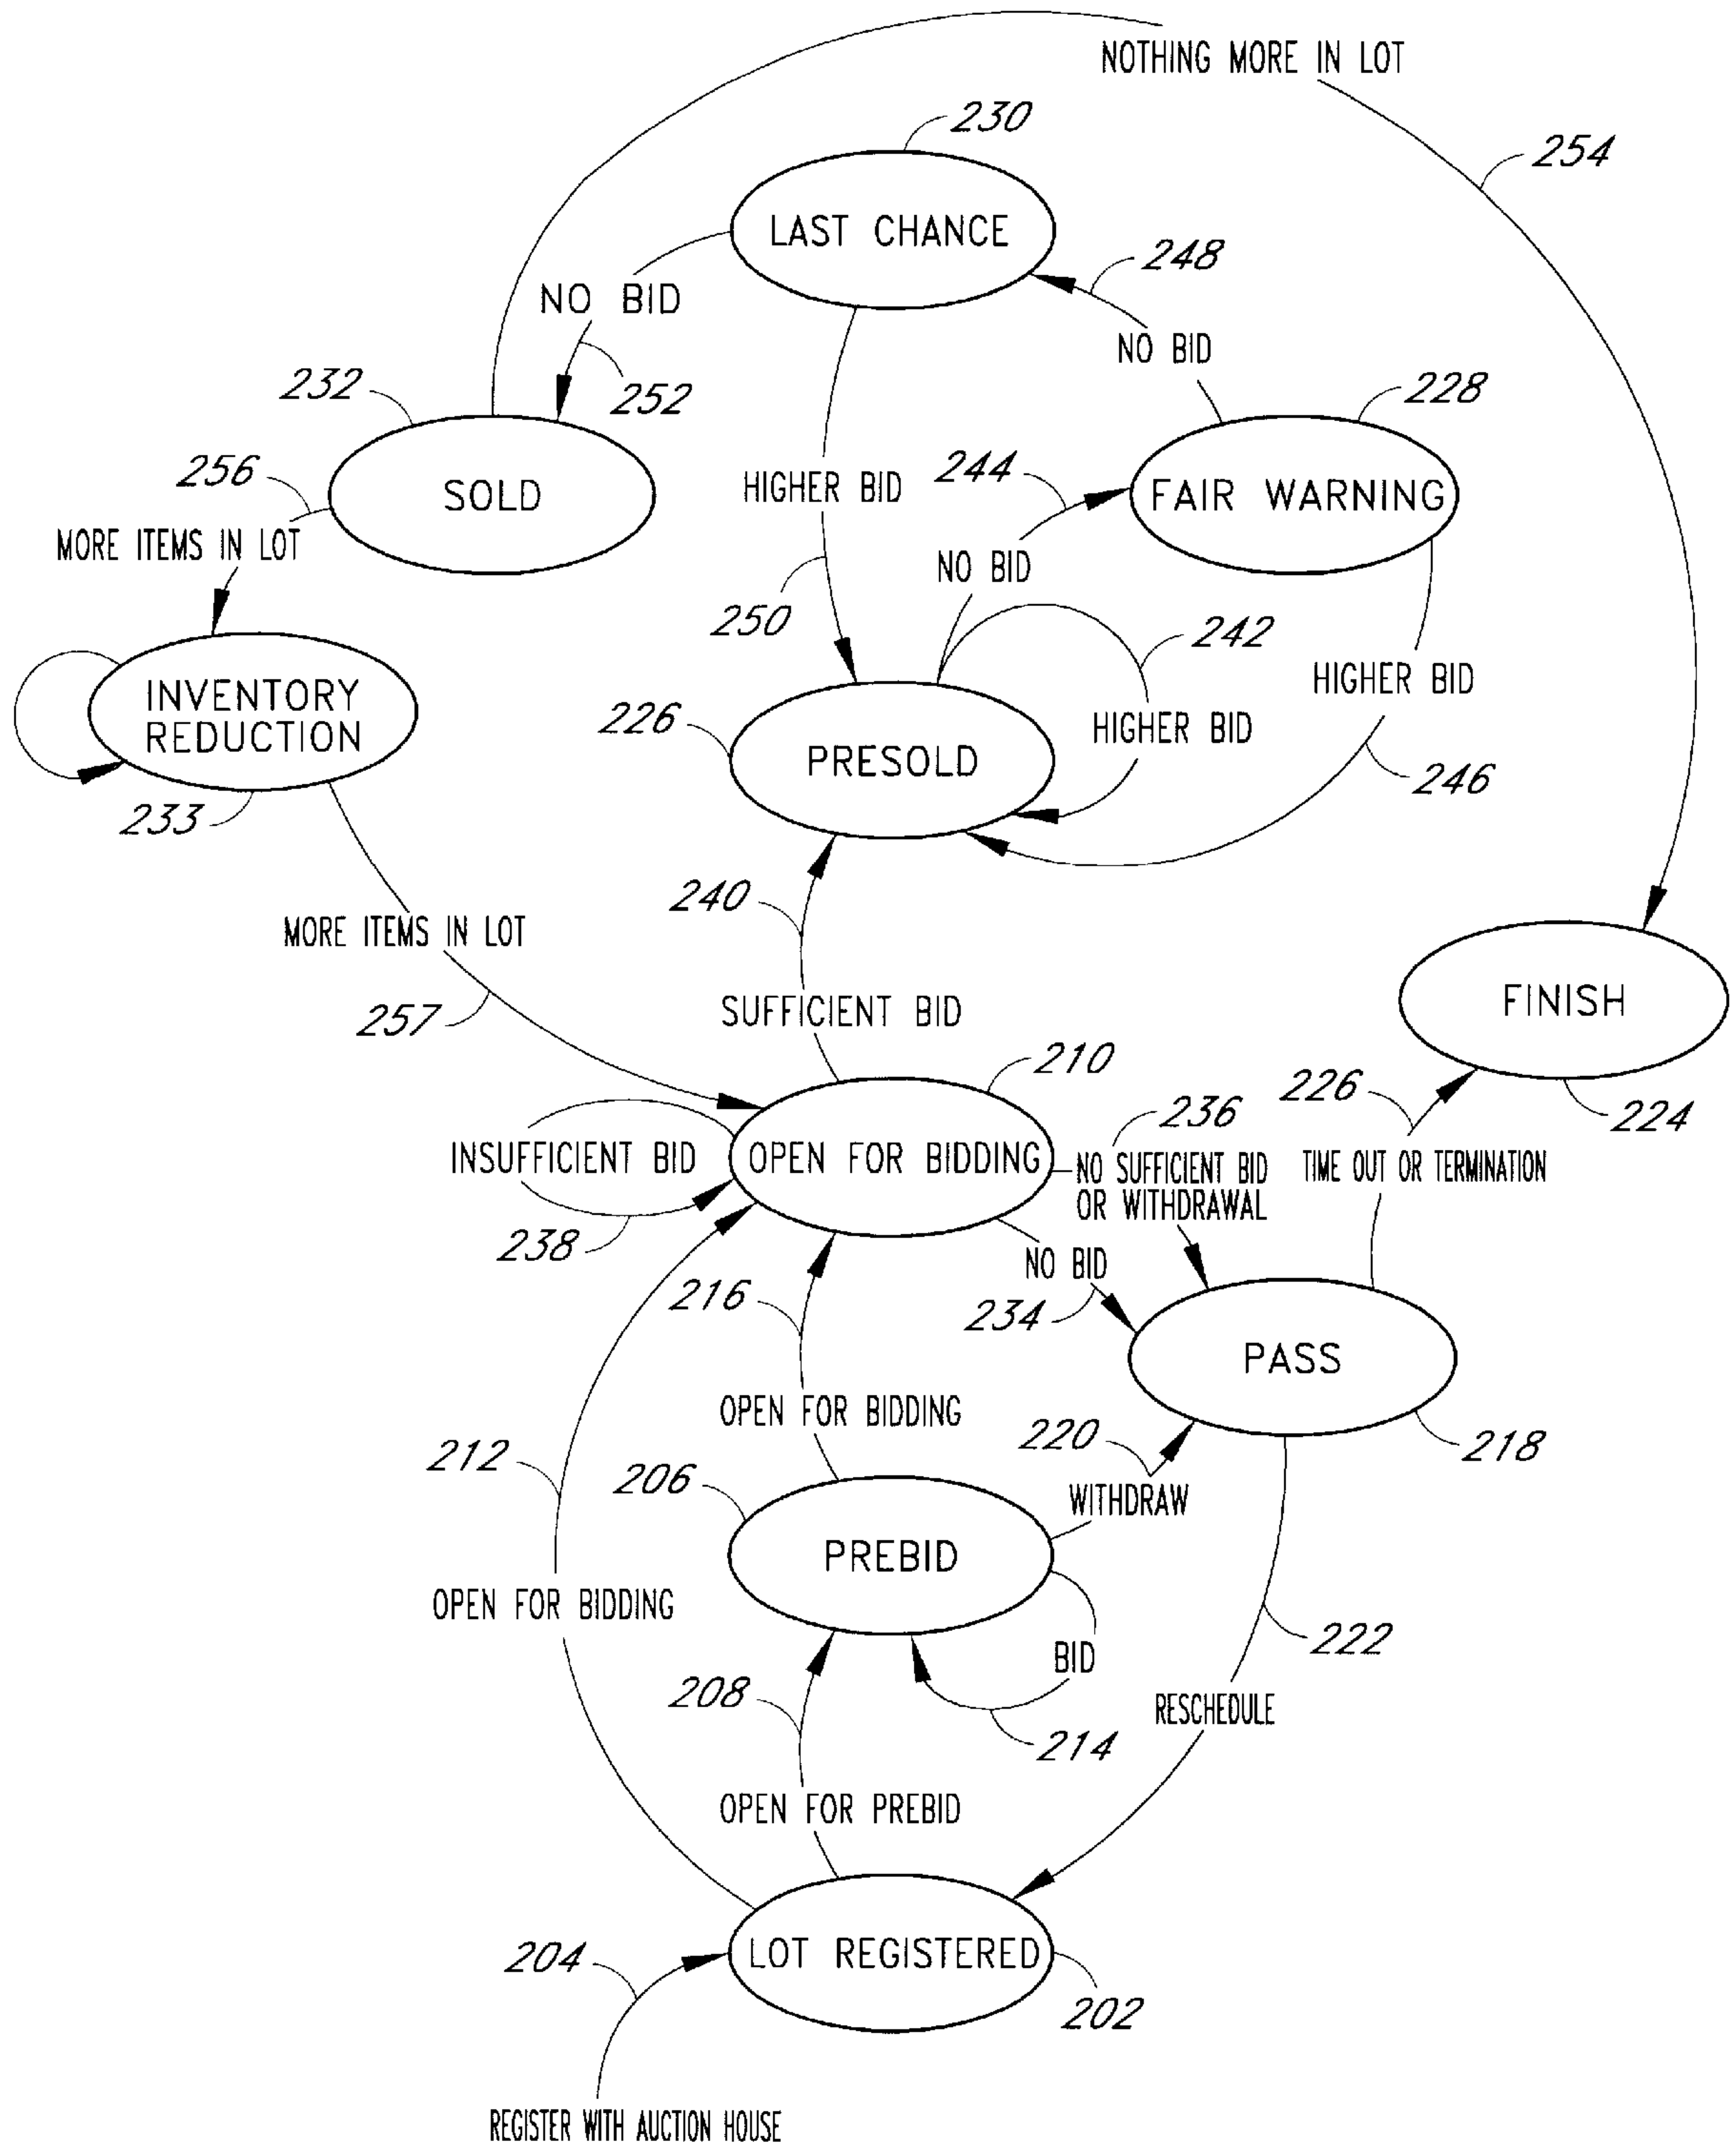 NOTHING MORE IN LOT
230
254
LAST CHANCE
248
NO BID
NO BID
252
232
228
256
SOLD
HIGHER BID
244
FAIR WARNING
MORE ITEMS IN LOT
NO BID
250
242
INVENTORY
REDUCTION
226
HIGHER BID
HIGHER BID
PRESOLD
246
233
240
MORE ITEMS IN LOT
257
SUFFICIENT BID
FINISH
210
236
226
224
INSUFFICIENT BID
OPEN FOR BIDDING
NO SUFFICIENT BID
OR WITHDRAWAL
TIME OUT OR TERMINATION
238
NO BID
216
234
PASS
OPEN FOR BIDDING
212
220
218
206
WITHDRAW
PREBID
OPEN FOR BIDDING
222
BID
208
RESCHEDULE
214
OPEN FOR PREBID
204
LOT REGISTERED
202
REGISTER WITH AUCTION HOUSE